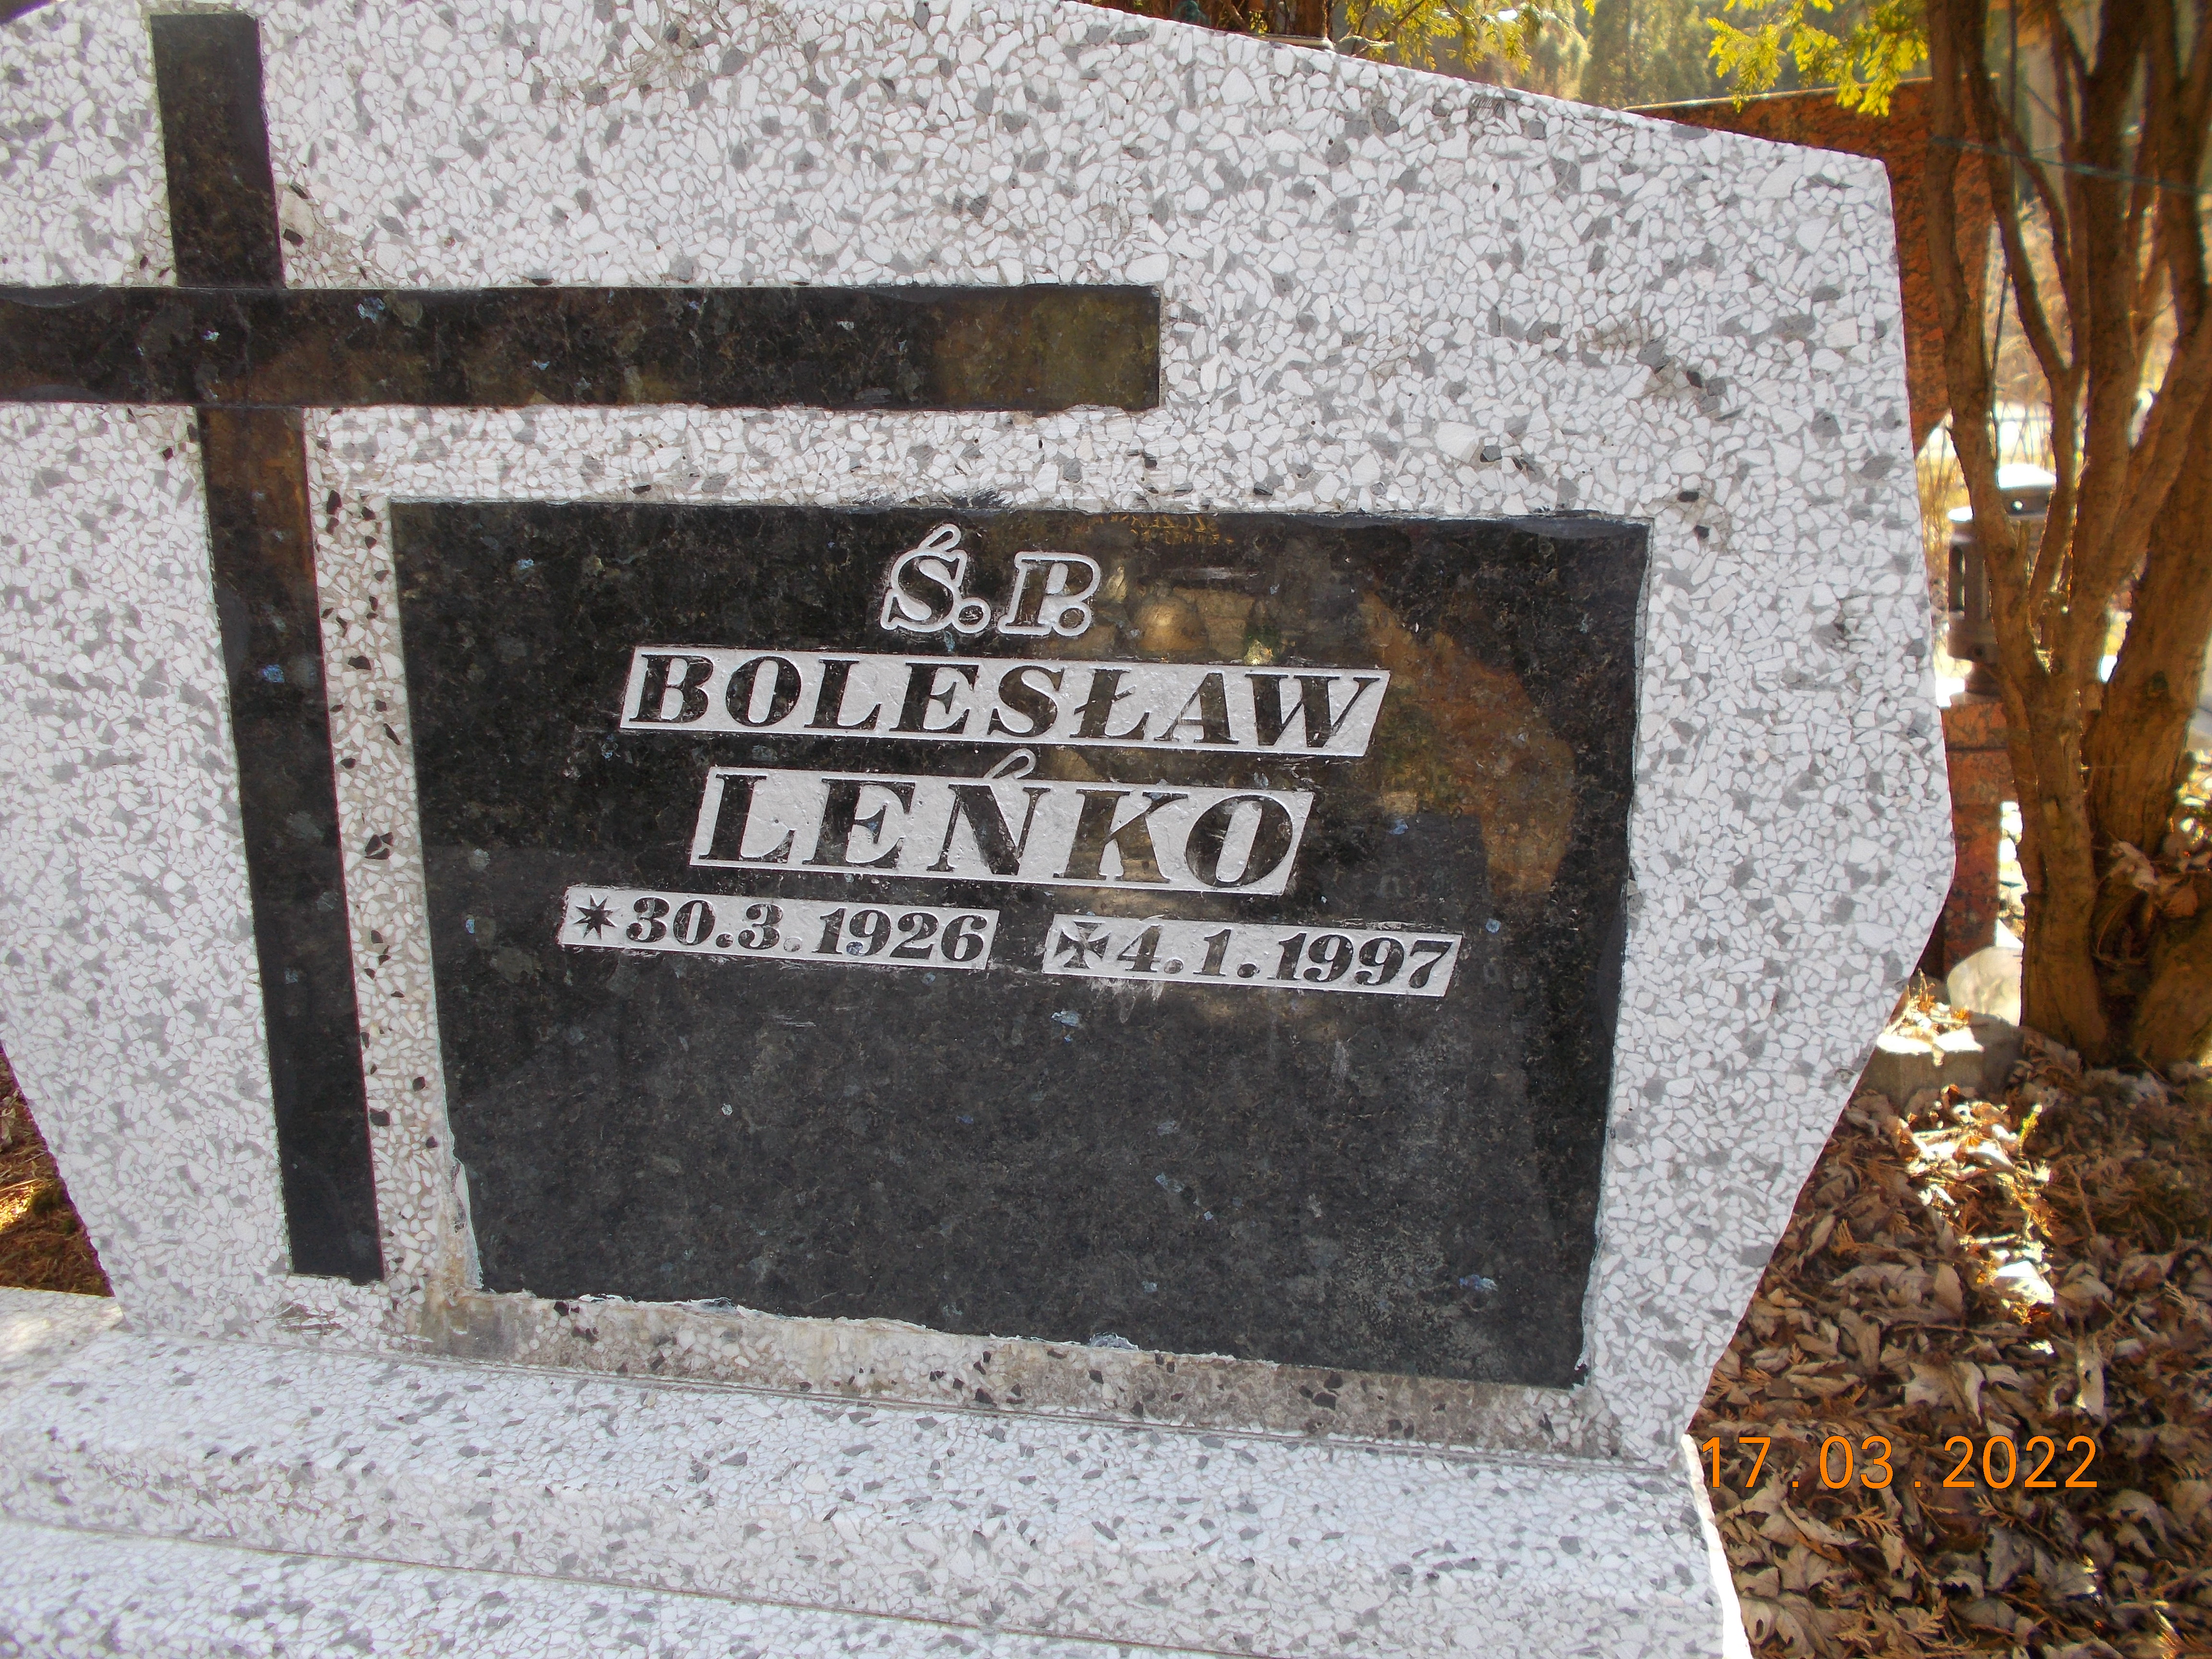 Ś.P.
BOLESŁAW
LEŃKO
*30.3.1926 ✠4.1.1997
17.03.2022